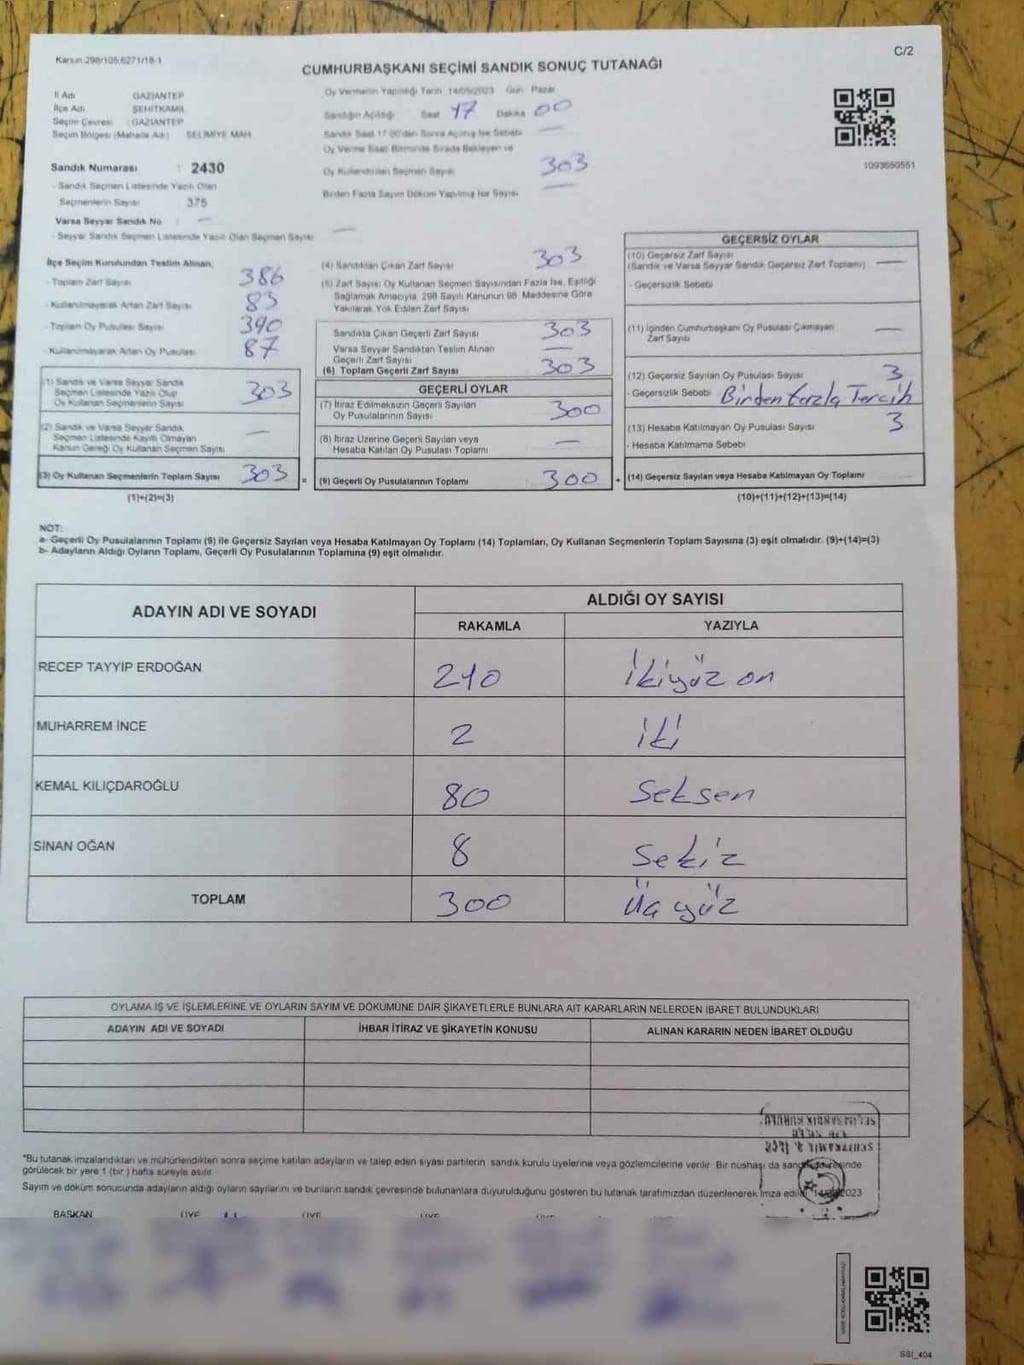 Kanun 298/105.6271/18-1
C/2
CUMHURBAŞKANI SEÇİMİ SANDIK SONUÇ TUTANAĞI
İl Adı GAZİANTEP
İlçe Adı ŞEHİTKAMİL
Seçim Çevresi : GAZİANTEP
Seçim Bölgesi (Mahalle Adı) SELİMİYE MAH.
Sandık Numarası : 2430
- Sandık Seçmen Listesinde Yazılı Olan
Seçmenlerin Sayısı 375
Varsa Seyyar Sandık No —
- Seyyar Sandık Seçmen Listesinde Yazılı Olan Seçmen Sayısı —
Oy Vermenin Yapıldığı Tarih 14/05/2023 Gün Pazar
Sandığın Açıldığı Saat 17 Dakika 00
Sandık Saat 17:00'den Sonra Açılmış İse Sebebi —
Oy Verme Saati Bitiminde Sırada Bekleyen ve
Oy Kullandırılan Seçmen Sayısı 303
Birden Fazla Sayım Döküm Yapılmış İse Sayısı —
1093650551
İlçe Seçim Kurulundan Teslim Alınan;
- Toplam Zarf Sayısı 386
- Kullanılmayarak Artan Zarf Sayısı 83
- Toplam Oy Pusulası Sayısı 390
- Kullanılmayarak Artan Oy Pusulası 87
(1) Sandık ve Varsa Seyyar Sandık
Seçmen Listesinde Yazılı Olup
Oy Kullanan Seçmenlerin Sayısı 303
(2) Sandık ve Varsa Seyyar Sandık
Seçmen Listesinde Kayıtlı Olmayan
Kanun Gereği Oy Kullanan Seçmen Sayısı —
(3) Oy Kullanan Seçmenlerin Toplam Sayısı 303
(1)+(2)=(3)
(4) Sandıktan Çıkan Zarf Sayısı 303
(5) Zarf Sayısı Oy Kullanan Seçmen Sayısından Fazla İse, Eşitliği
Sağlamak Amacıyla, 298 Sayılı Kanunun 98. Maddesine Göre
Yakılarak Yok Edilen Zarf Sayısı
Sandıkta Çıkan Geçerli Zarf Sayısı 303
Varsa Seyyar Sandıktan Teslim Alınan
Geçerli Zarf Sayısı —
(6) Toplam Geçerli Zarf Sayısı 303
GEÇERLİ OYLAR
(7) İtiraz Edilmeksizin Geçerli Sayılan
Oy Pusulalarının Sayısı 300
(8) İtiraz Üzerine Geçerli Sayılan veya
Hesaba Katılan Oy Pusulası Toplamı —
= (9) Geçerli Oy Pusulalarının Toplamı 300 +
GEÇERSİZ OYLAR
(10) Geçersiz Zarf Sayısı
(Sandık ve Varsa Seyyar Sandık Geçersiz Zarf Toplamı) —
- Geçersizlik Sebebi
(11) İçinden Cumhurbaşkanı Oy Pusulası Çıkmayan
Zarf Sayısı —
(12) Geçersiz Sayılan Oy Pusulası Sayısı 3
- Geçersizlik Sebebi Birden fazla Tercih
(13) Hesaba Katılmayan Oy Pusulası Sayısı 3
- Hesaba Katılmama Sebebi
(14) Geçersiz Sayılan veya Hesaba Katılmayan Oy Toplamı
(10)+(11)+(12)+(13)=(14)
NOT:
a- Geçerli Oy Pusulalarının Toplamı (9) ile Geçersiz Sayılan veya Hesaba Katılmayan Oy Toplamı (14) Toplamları, Oy Kullanan Seçmenlerin Toplam Sayısına (3) eşit olmalıdır. (9)+(14)=(3)
b- Adayların Aldığı Oyların Toplamı, Geçerli Oy Pusulalarının Toplamına (9) eşit olmalıdır.
ADAYIN ADI VE SOYADI ALDIĞI OY SAYISI
RAKAMLA YAZIYLA
RECEP TAYYİP ERDOĞAN 210 İkiyüz on
MUHARREM İNCE 2 iki
KEMAL KILIÇDAROĞLU 80 Seksen
SİNAN OĞAN 8 Sekiz
TOPLAM 300 Üç yüz
OYLAMA İŞ VE İŞLEMLERİNE VE OYLARIN SAYIM VE DÖKÜMÜNE DAİR ŞİKAYETLERLE BUNLARA AİT KARARLARIN NELERDEN İBARET BULUNDUKLARI
ADAYIN ADI VE SOYADI İHBAR İTİRAZ VE ŞİKAYETİN KONUSU ALINAN KARARIN NEDEN İBARET OLDUĞU
*Bu tutanak imzalandıktan ve mühürlendikten sonra seçime katılan adayların ve talep eden siyasi partilerin sandık kurulu üyelerine veya gözlemcilerine verilir. Bir nüshası da sandık çevresinde
görülecek bir yere 1 (bir) hafta süreyle asılır.
Sayım ve döküm sonucunda adayların aldığı oyların sayılarını ve bunların sandık çevresinde bulunanlara duyurulduğunu gösteren bu tutanak tarafımızdan düzenlenerek imza edildi. 14/05/2023
BAŞKAN ÜYE ÜYE ÜYE ÜYE ÜYE
SSI_404